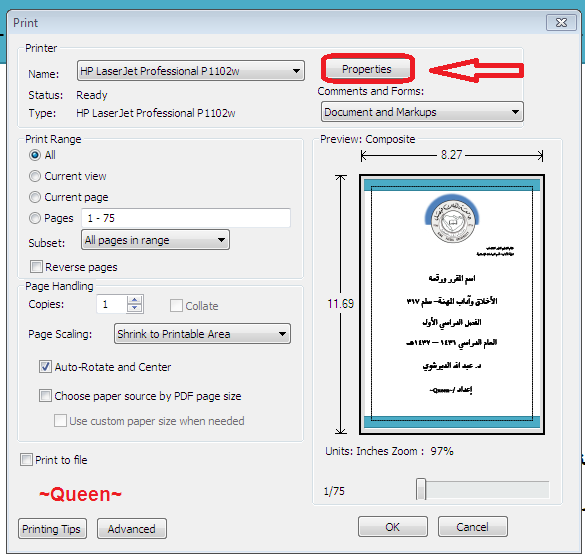 Print
Printer
Name:
HP LaserJet Professional P1102w
Properties
Status:
Ready
Comments and Forms:
Type:
HP LaserJet Professional P1102w
Document and Markups
Print Range
All
Current view
Current page
Pages
1 - 75
Subset:
All pages in range
Reverse pages
Page Handling
Copies:
1
Collate
Page Scaling:
Shrink to Printable Area
Auto-Rotate and Center
Choose paper source by PDF page size
Use custom paper size when needed
Print to file
~Queen~
Printing Tips
Advanced
Preview: Composite
8.27
11.69
اسم المقرر ورقمه
الأخلاق وآداب المهنة- سلم ٣١٧
الفصل الدراسي الأول
العام الدراسي ١٤٣٦ – ١٤٣٧هـ
د. عبد الله الديرشوي
إعداد /~Queen~
Units: Inches Zoom : 97%
1/75
OK
Cancel